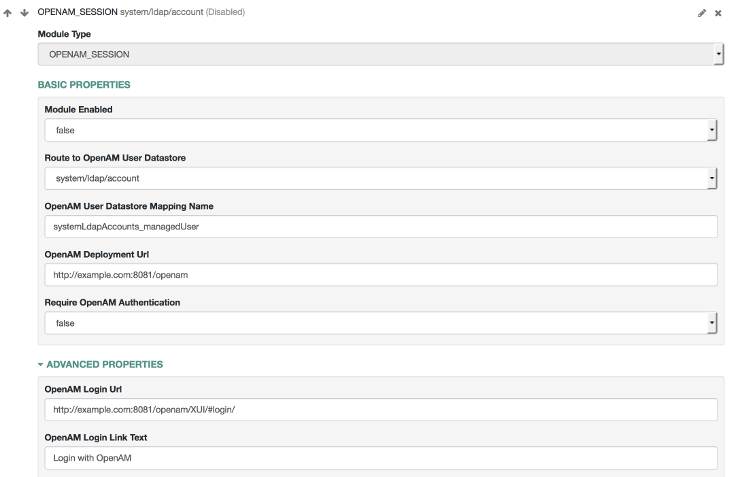 OPENAM_SESSION system/ldap/account (Disabled)
Module Type
OPENAM_SESSION
BASIC PROPERTIES
Module Enabled
false
Route to OpenAM User Datastore
system/ldap/account
OpenAM User Datastore Mapping Name
systemLdapAccounts_managedUser
OpenAM Deployment Url
http://example.com:8081/openam
Require OpenAM Authentication
false
ADVANCED PROPERTIES
OpenAM Login Url
http://example.com:8081/openam/XUI/#login/
OpenAM Login Link Text
Login with OpenAM